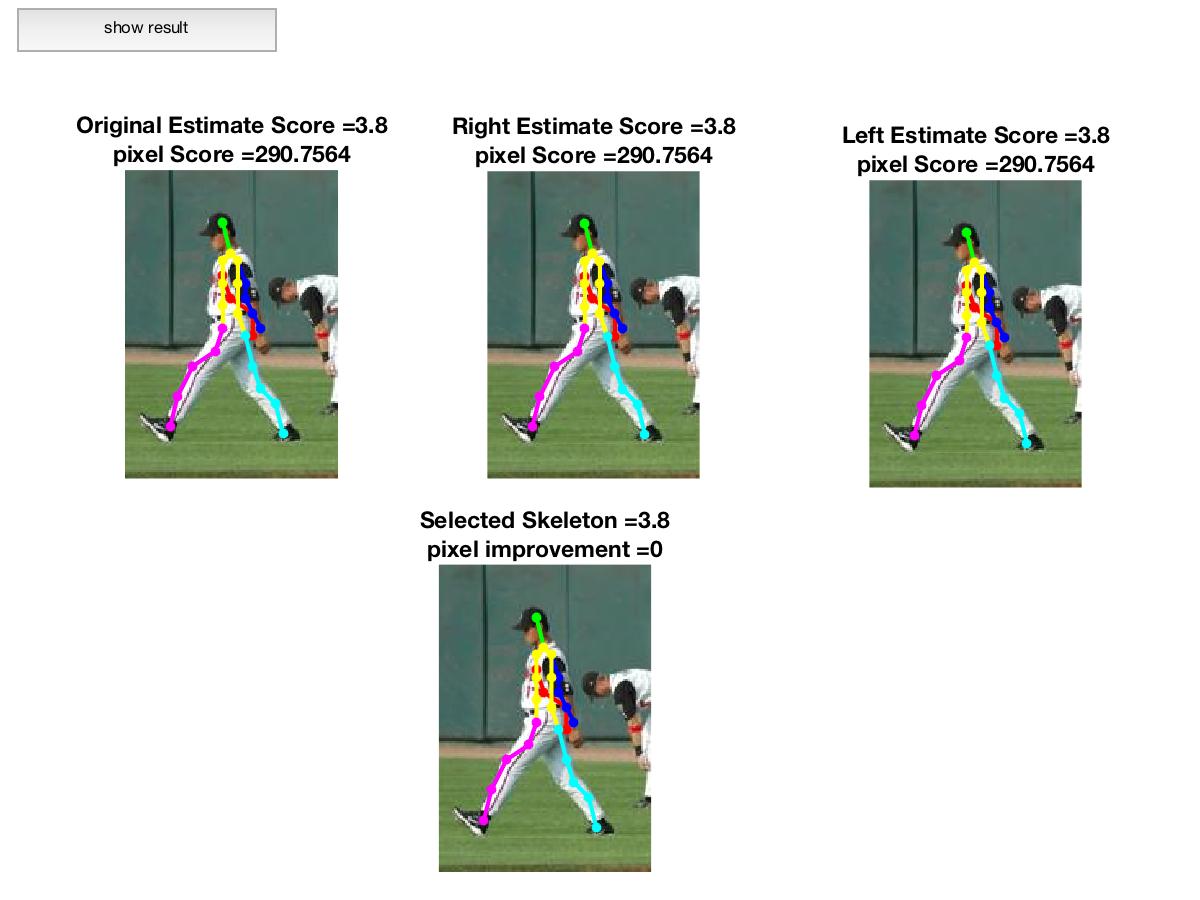 show result
Original Estimate Score =3.8
pixel Score =290.7564
Right Estimate Score =3.8
pixel Score =290.7564
Left Estimate Score =3.8
pixel Score =290.7564
Selected Skeleton =3.8
pixel improvement =0